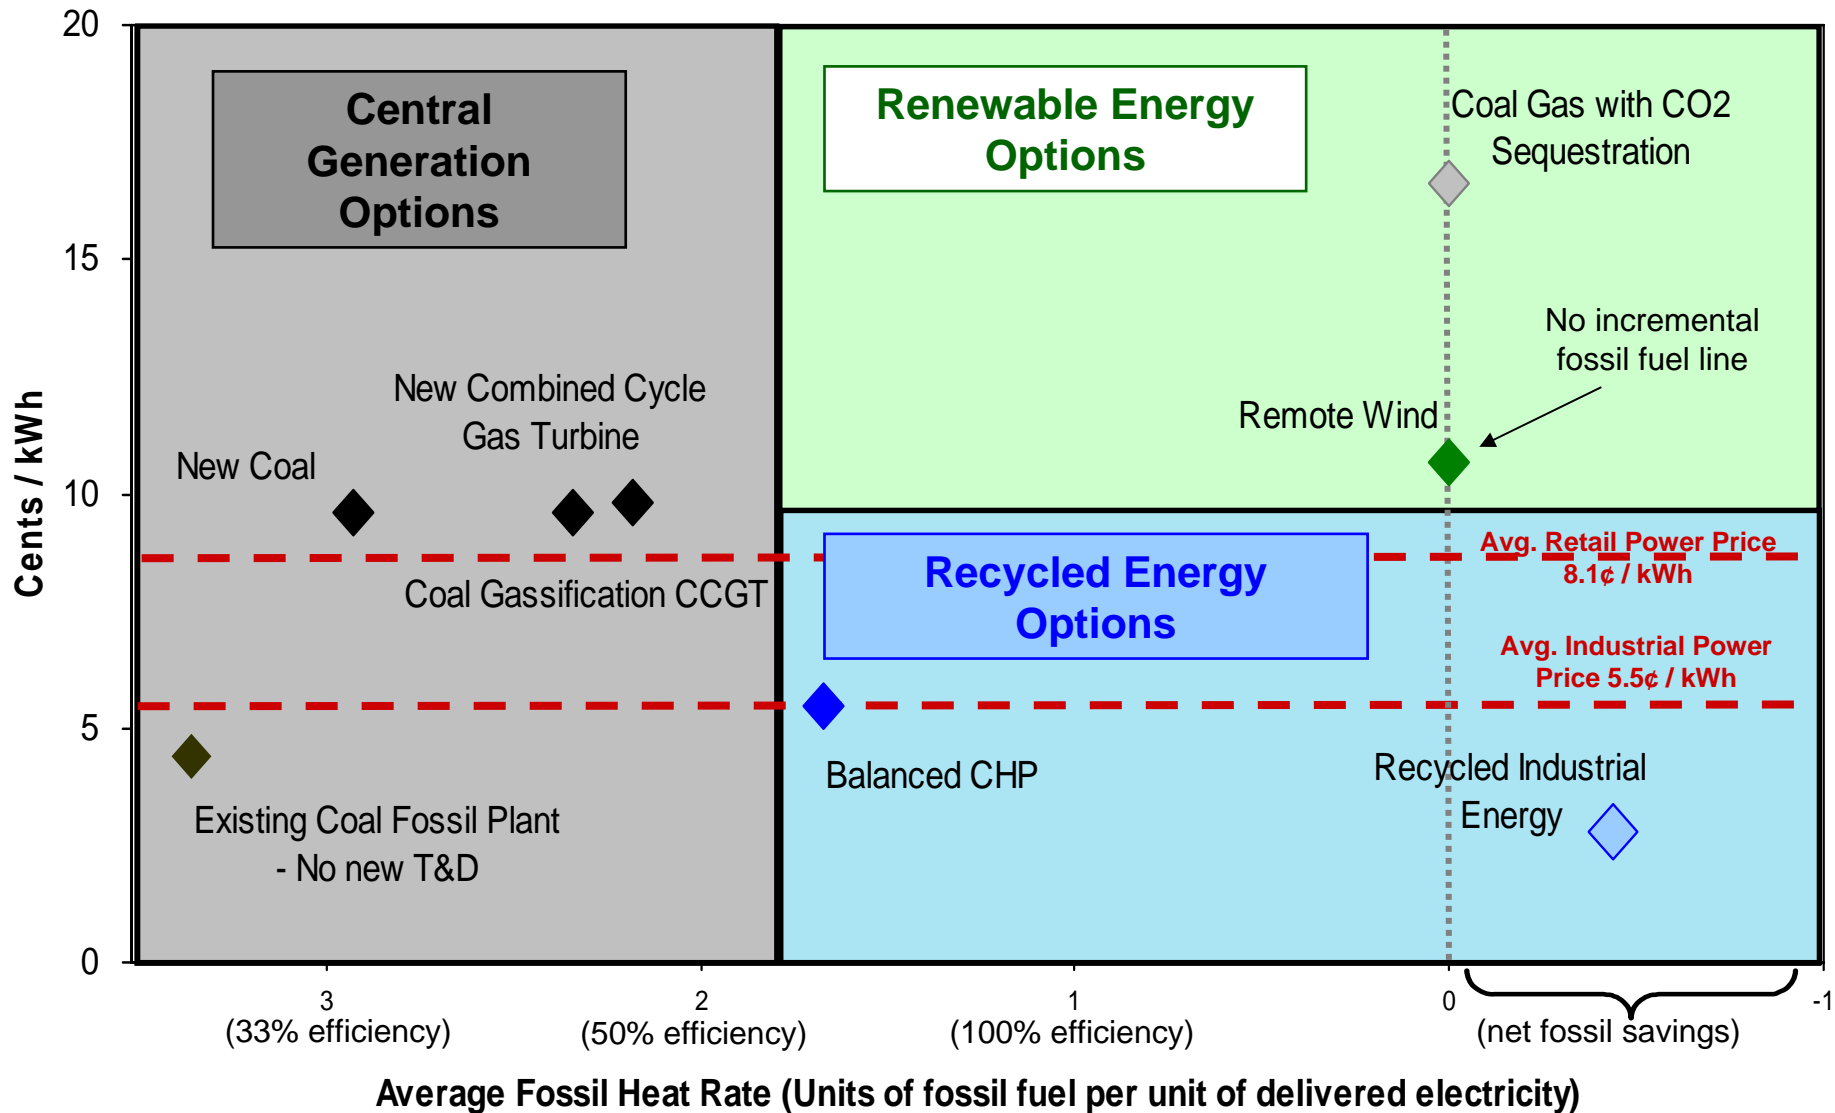 20
15
10
5
0
Cents / kWh
Central
Generation
Options
Renewable Energy
Options
Coal Gas with CO2
Sequestration
No incremental
fossil fuel line
New Combined Cycle
Gas Turbine
Remote Wind
New Coal
Avg. Retail Power Price
8.1¢ / kWh
Coal Gassification CCGT
Recycled Energy
Options
Avg. Industrial Power
Price 5.5¢ / kWh
Balanced CHP
Recycled Industrial
Energy
Existing Coal Fossil Plant
- No new T&D
3
2
1
0
-1
(33% efficiency)
(50% efficiency)
(100% efficiency)
(net fossil savings)
Average Fossil Heat Rate (Units of fossil fuel per unit of delivered electricity)